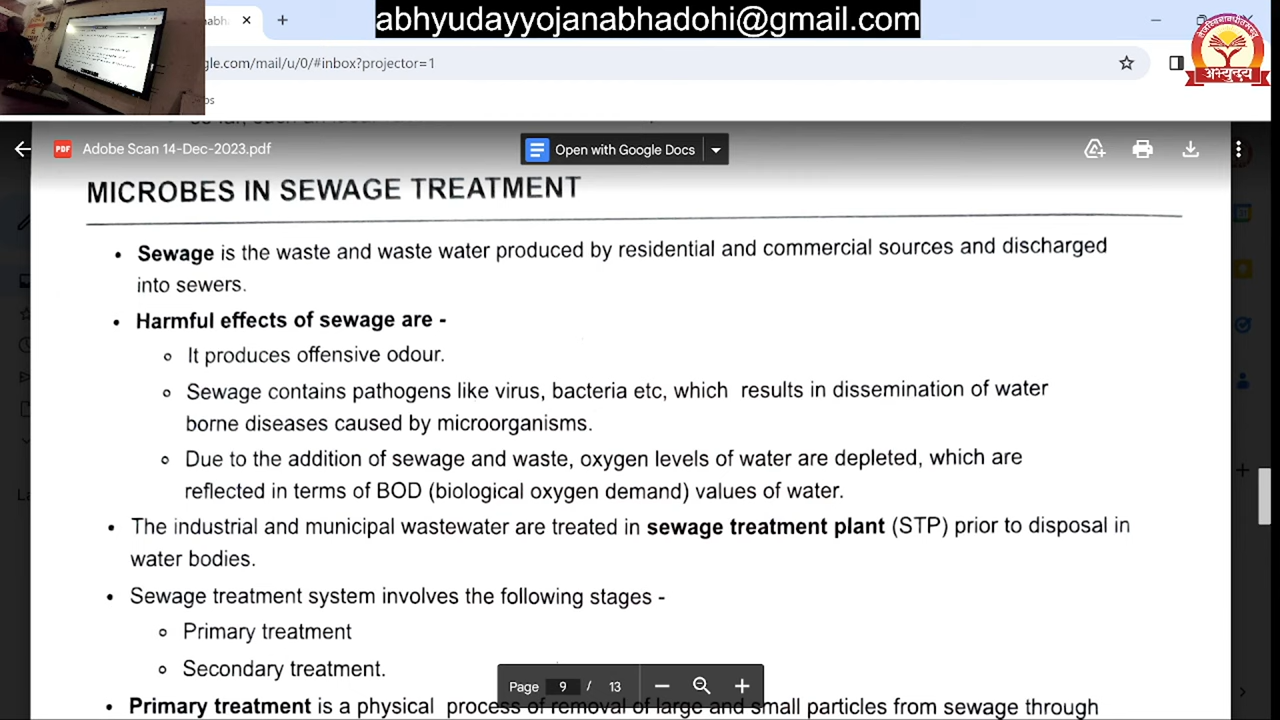 abhyudayyojanabhadohi@gmail.com
gle.com/mail/u/0/#inbox?projector=1
अभ्युदय
Adobe Scan 14-Dec-2023.pdf
PDF
Open with Google Docs
MICROBES IN SEWAGE TREATMENT
• Sewage is the waste and waste water produced by residential and commercial sources and discharged
into sewers.
• Harmful effects of sewage are -
o It produces offensive odour.
o Sewage contains pathogens like virus, bacteria etc, which results in dissemination of water
borne diseases caused by microorganisms.
o Due to the addition of sewage and waste, oxygen levels of water are depleted, which are
reflected in terms of BOD (biological oxygen demand) values of water.
• The industrial and municipal wastewater are treated in sewage treatment plant (STP) prior to disposal in
water bodies.
• Sewage treatment system involves the following stages -
o Primary treatment
o Secondary treatment.
• Primary treatment is a physical process of removal of large and small particles from sewage through
Page 9 / 13